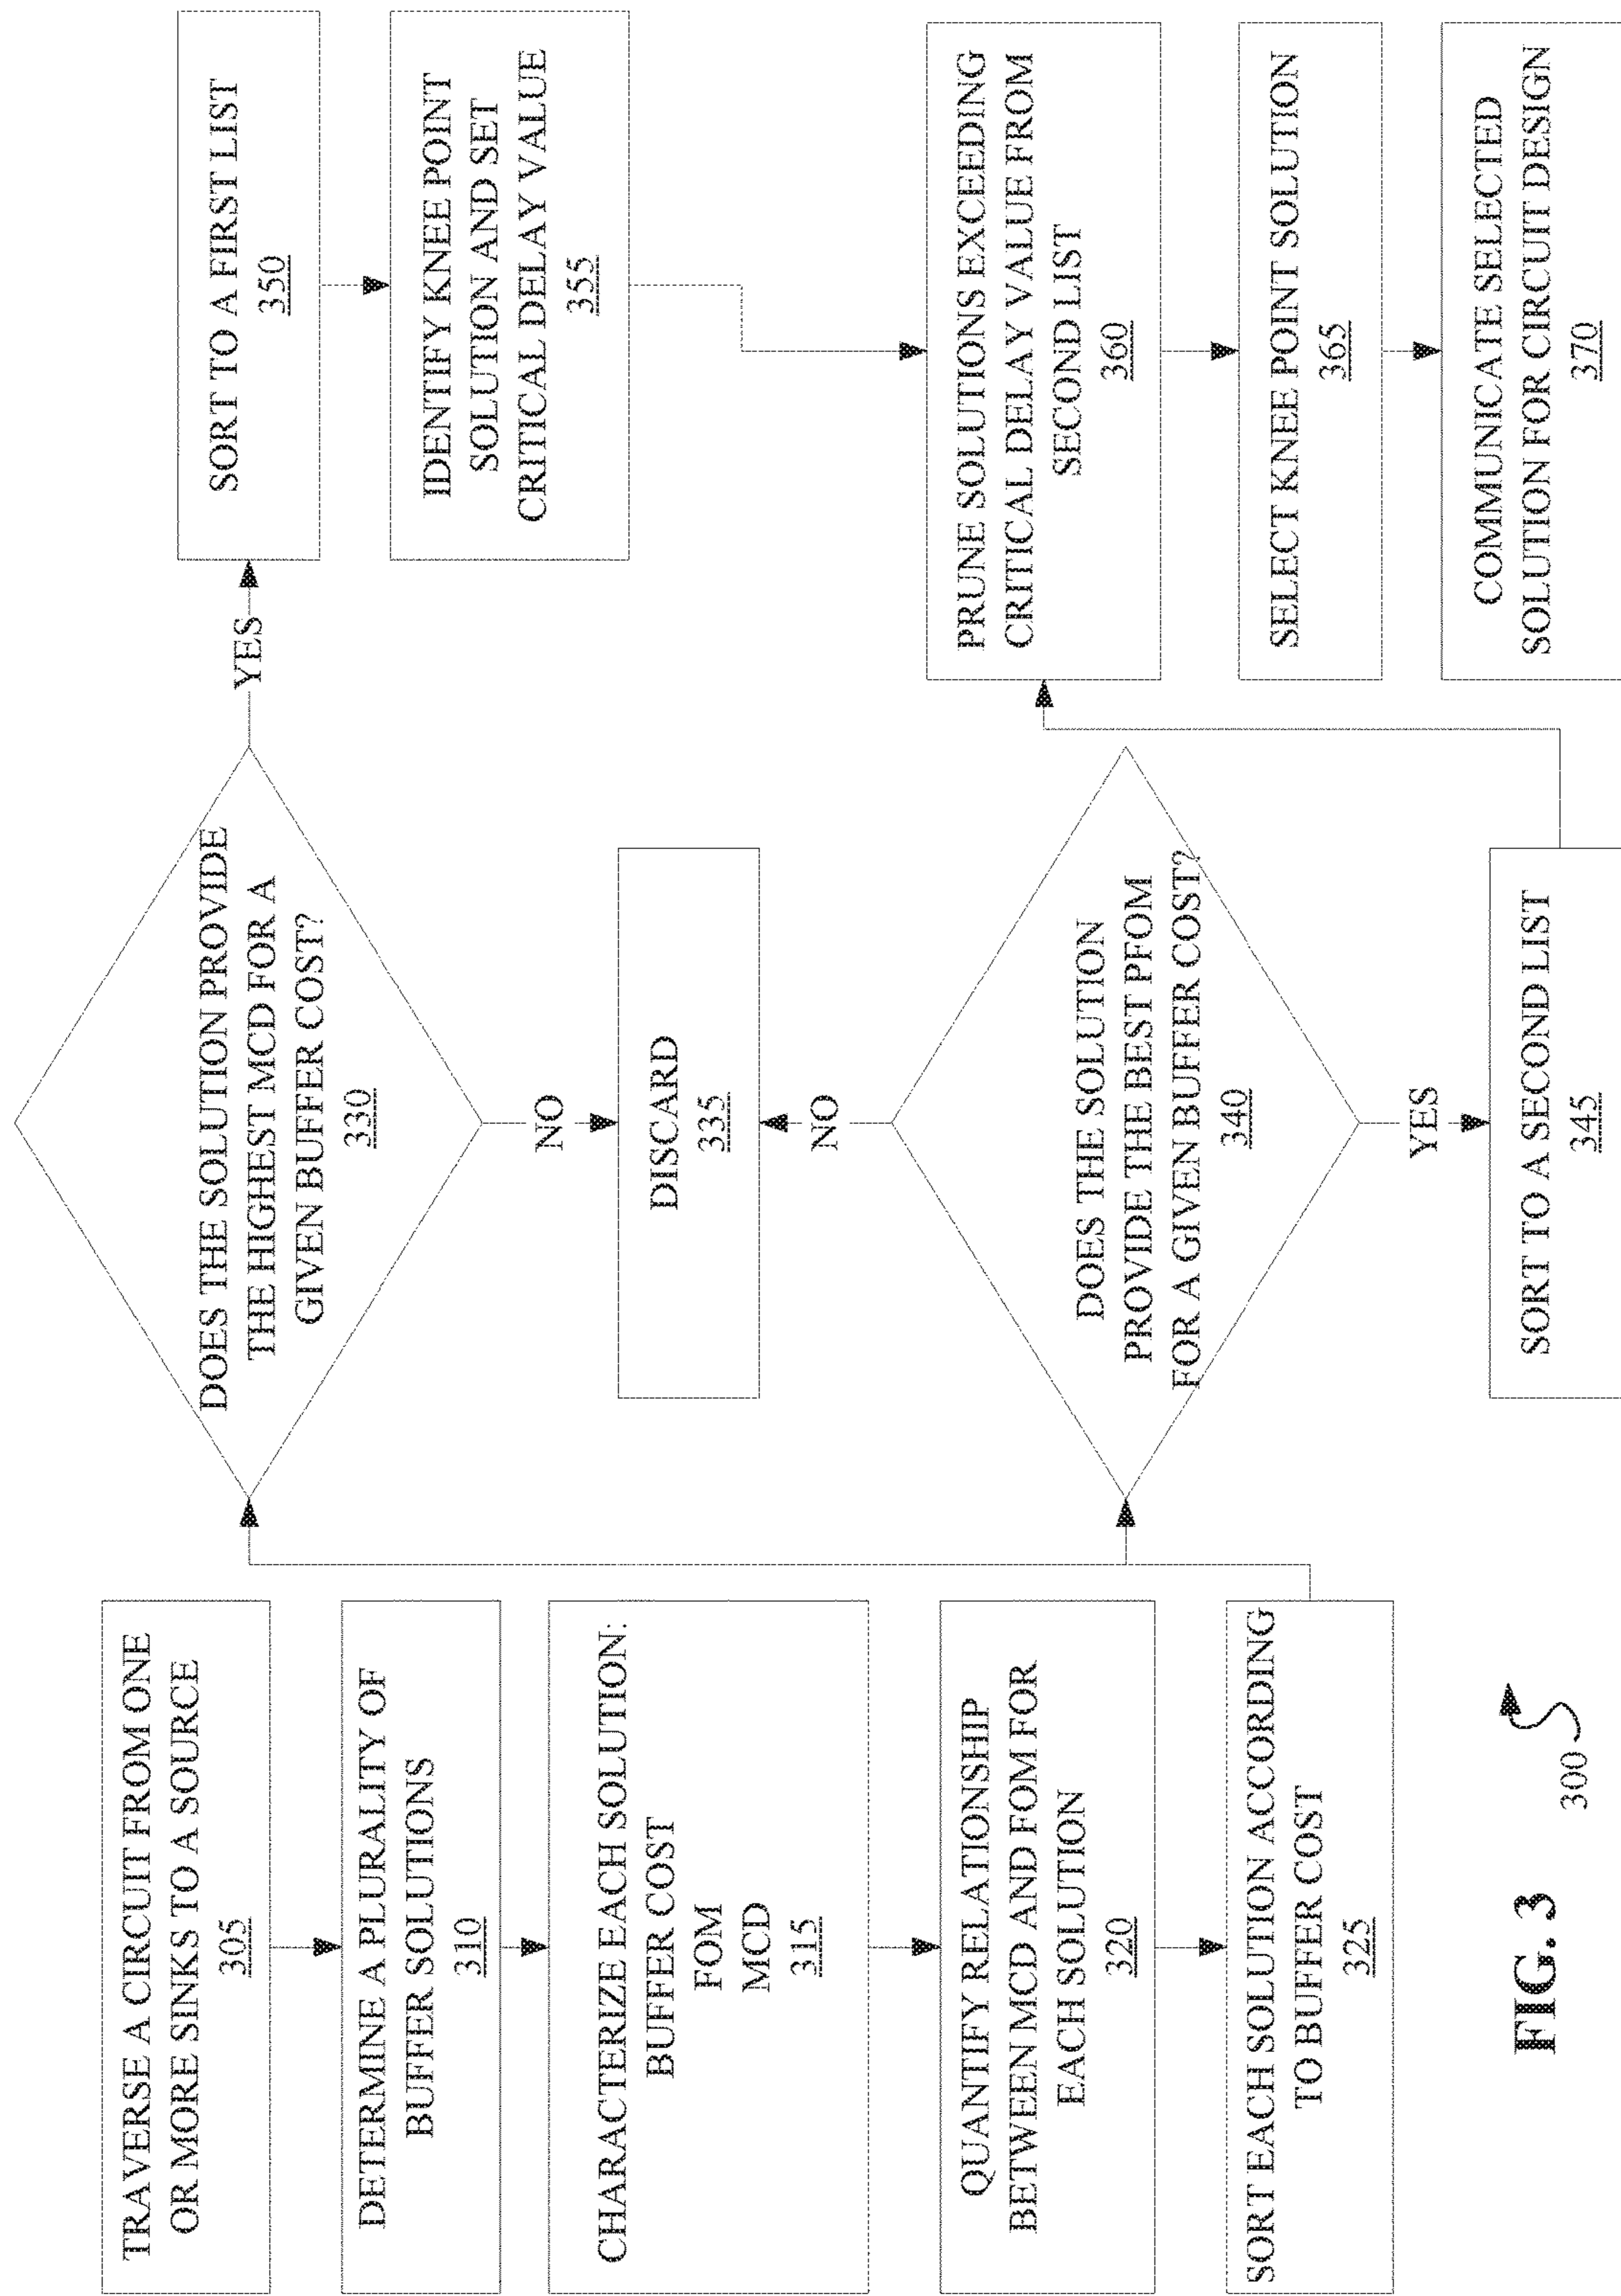 TRAVERSE A CIRCUIT FROM ONE
OR MORE SINKS TO A SOURCE
305
DETERMINE A PLURALITY OF
BUFFER SOLUTIONS
310
CHARACTERIZE EACH SOLUTION:
BUFFER COST
FOM
MCD
315
QUANTIFY RELATIONSHIP
BETWEEN MCD AND FOM FOR
EACH SOLUTION
320
SORT EACH SOLUTION ACCORDING
TO BUFFER COST
325
DOES THE SOLUTION PROVIDE
THE HIGHEST MCD FOR A
GIVEN BUFFER COST?
330
YES
NO
DISCARD
335
NO
DOES THE SOLUTION
PROVIDE THE BEST PFOM
FOR A GIVEN BUFFER COST?
340
YES
SORT TO A SECOND LIST
345
SORT TO A FIRST LIST
350
IDENTIFY KNEE POINT
SOLUTION AND SET
CRITICAL DELAY VALUE
355
PRUNE SOLUTIONS EXCEEDING
CRITICAL DELAY VALUE FROM
SECOND LIST
360
SELECT KNEE POINT SOLUTION
365
COMMUNICATE SELECTED
SOLUTION FOR CIRCUIT DESIGN
370
FIG. 3
300